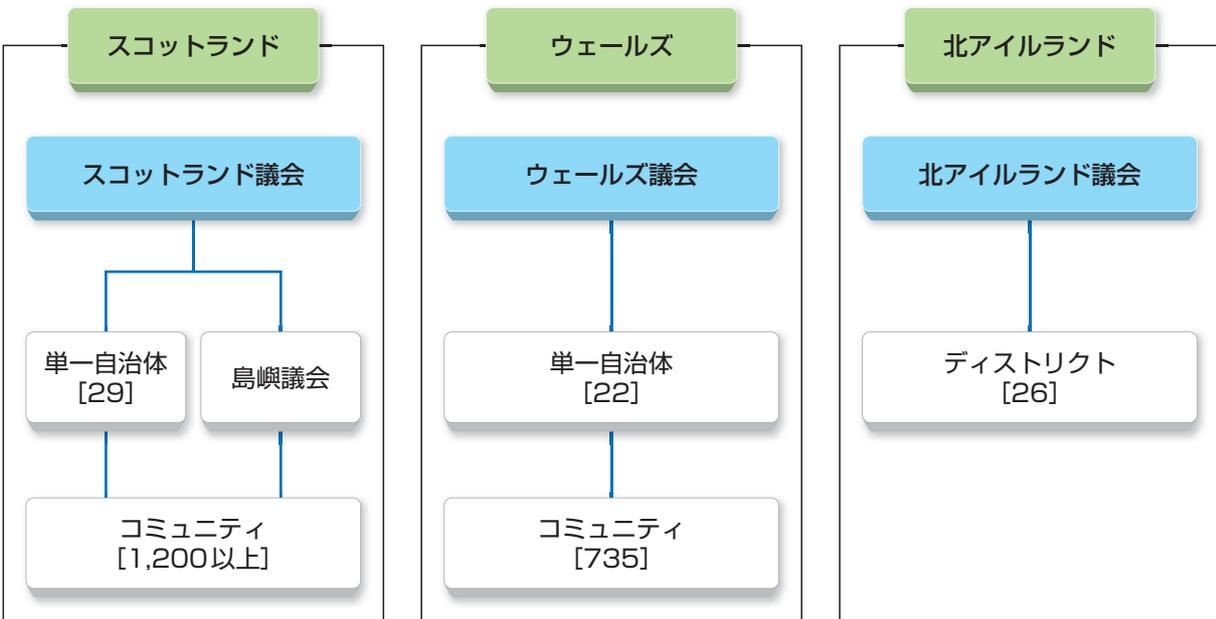 スコットランド
スコットランド議会
単一自治体
[29]
島嶼議会
コミュニティ
[1,200以上]
ウェールズ
ウェールズ議会
単一自治体
[22]
コミュニティ
[735]
北アイルランド
北アイルランド議会
ディストリクト
[26]